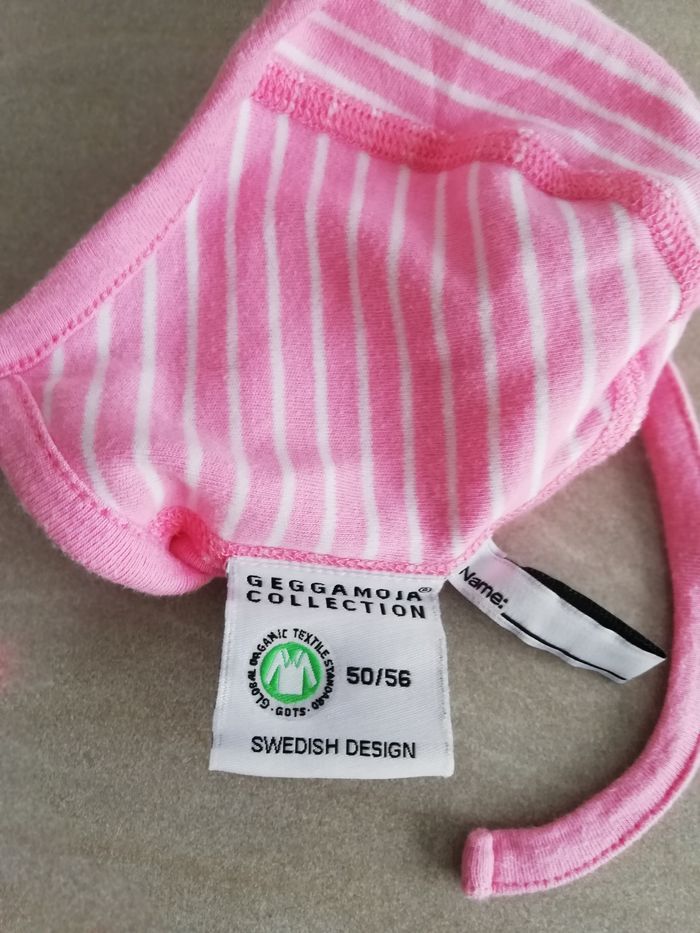 GEGGAMOJA®
COLLECTION
GLOBAL ORGANIC TEXTILE STANDARD
· GOTS ·
50/56
SWEDISH DESIGN
Name: